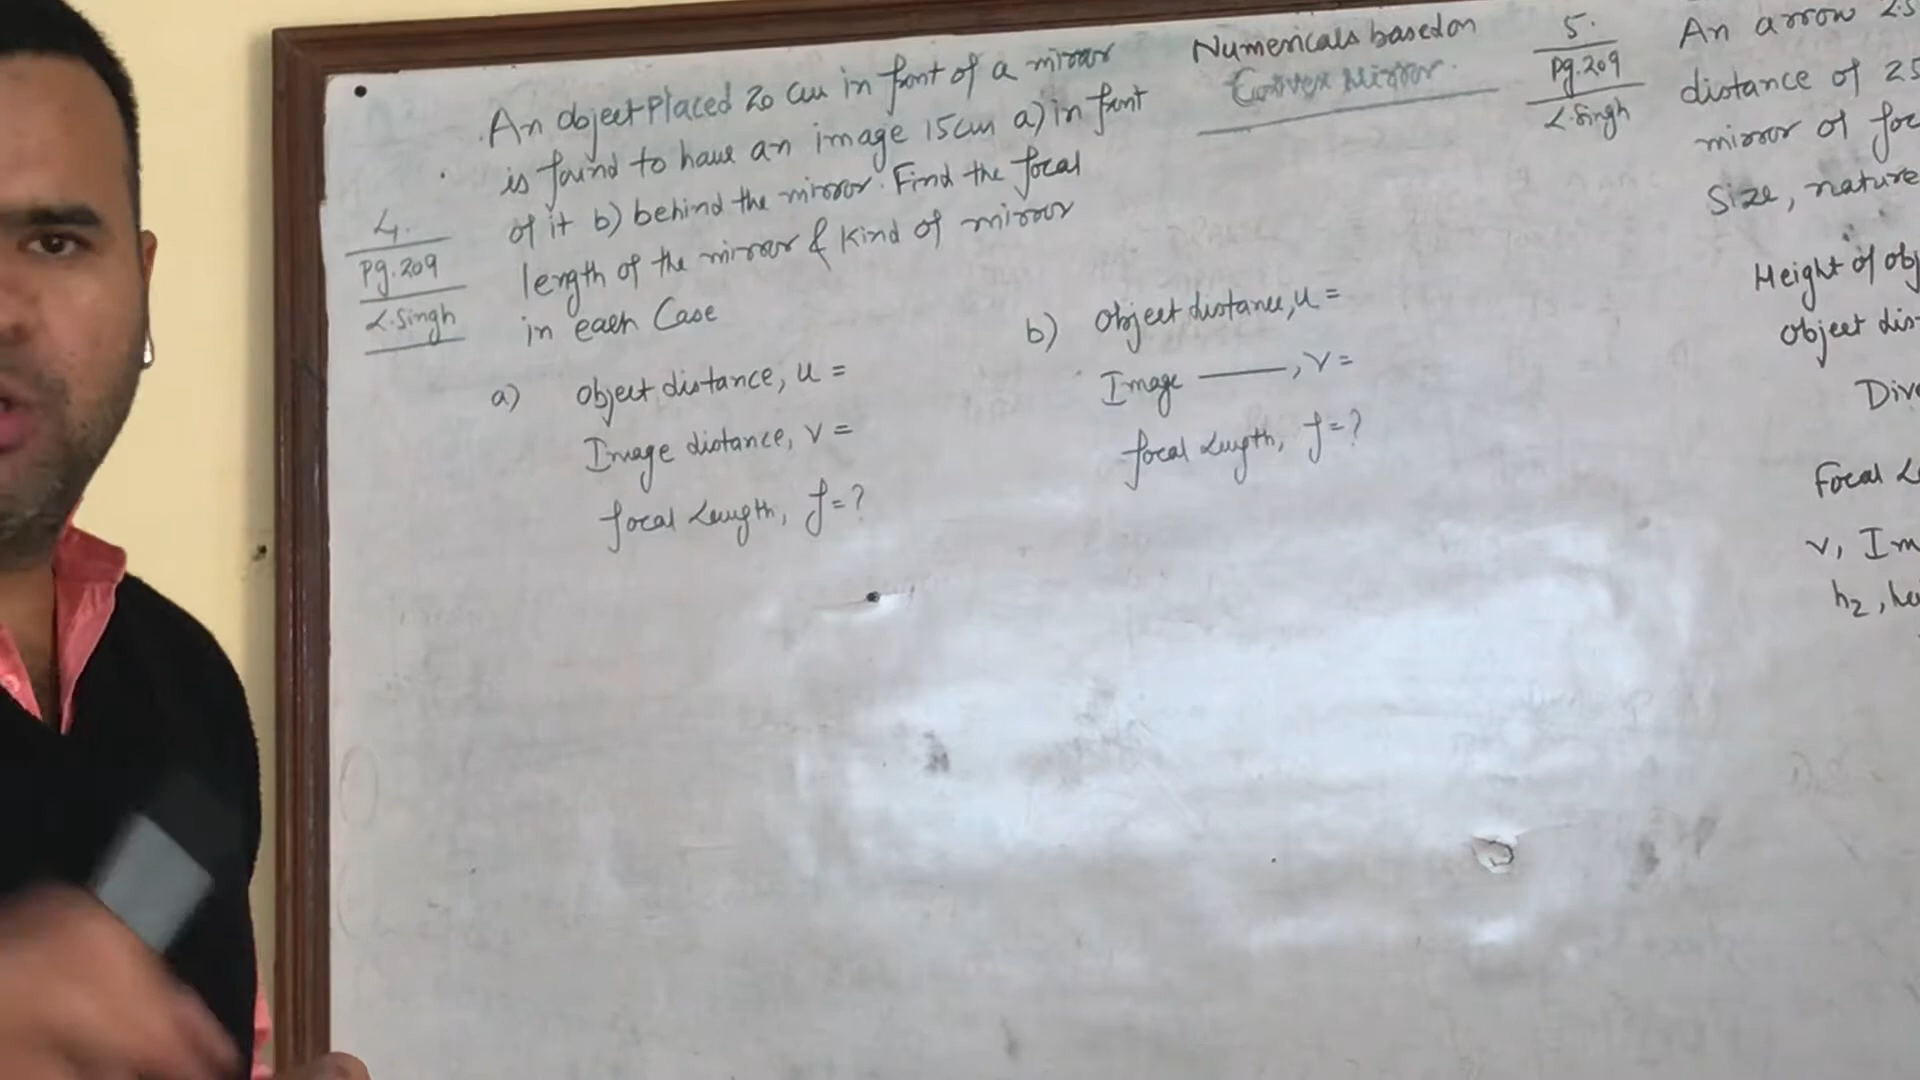 An object placed 20 cm in front of a mirror
is found to have an image 15cm a) in front
of it b) behind the mirror. Find the focal
length of the mirror & kind of mirror
in each Case
4.
Pg.209
L.Singh
a) object distance, u =
Image distance, v =
focal length, f=?
b) object distance, u =
Image ——, v =
focal length, f=?
Numericals based on
Convex Mirror.
5.
Pg.209
L.Singh
An arrow 2.5
distance of 25
mirror of foc
Size, nature
Height of obj
object dis
Dive
Focal L
v, Im
h2, he